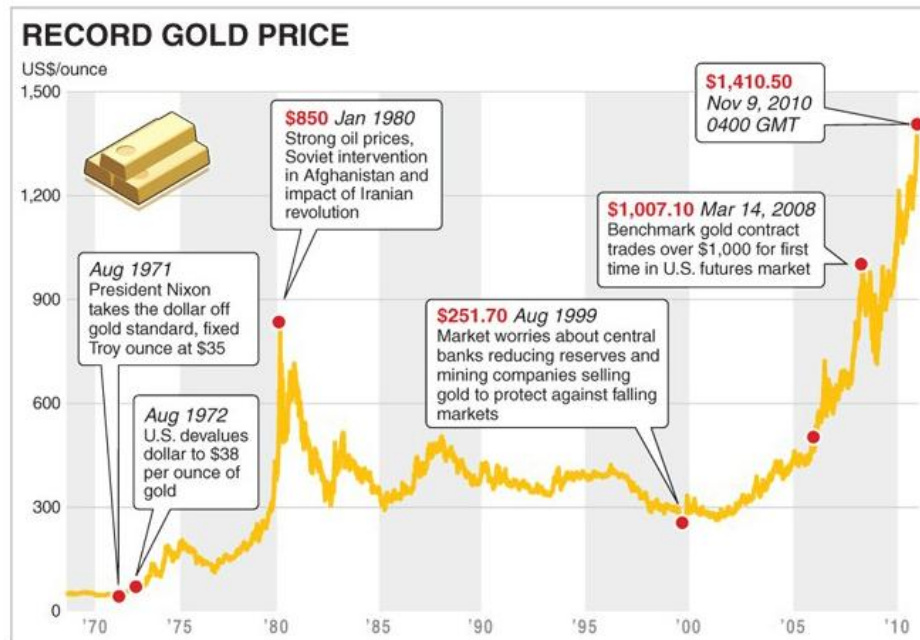 RECORD GOLD PRICE
US$/ounce
1,500
1,200
900
600
300
0
$850 Jan 1980
Strong oil prices,
Soviet intervention
in Afghanistan and
impact of Iranian
revolution
$1,410.50
Nov 9, 2010
0400 GMT
$1,007.10 Mar 14, 2008
Benchmark gold contract
trades over $1,000 for first
time in U.S. futures market
Aug 1971
President Nixon
takes the dollar off
gold standard, fixed
Troy ounce at $35
$251.70 Aug 1999
Market worries about central
banks reducing reserves and
mining companies selling
gold to protect against falling
markets
Aug 1972
U.S. devalues
dollar to $38
per ounce of
gold
'70 '75 '80 '85 '90 '95 '00 '05 '10